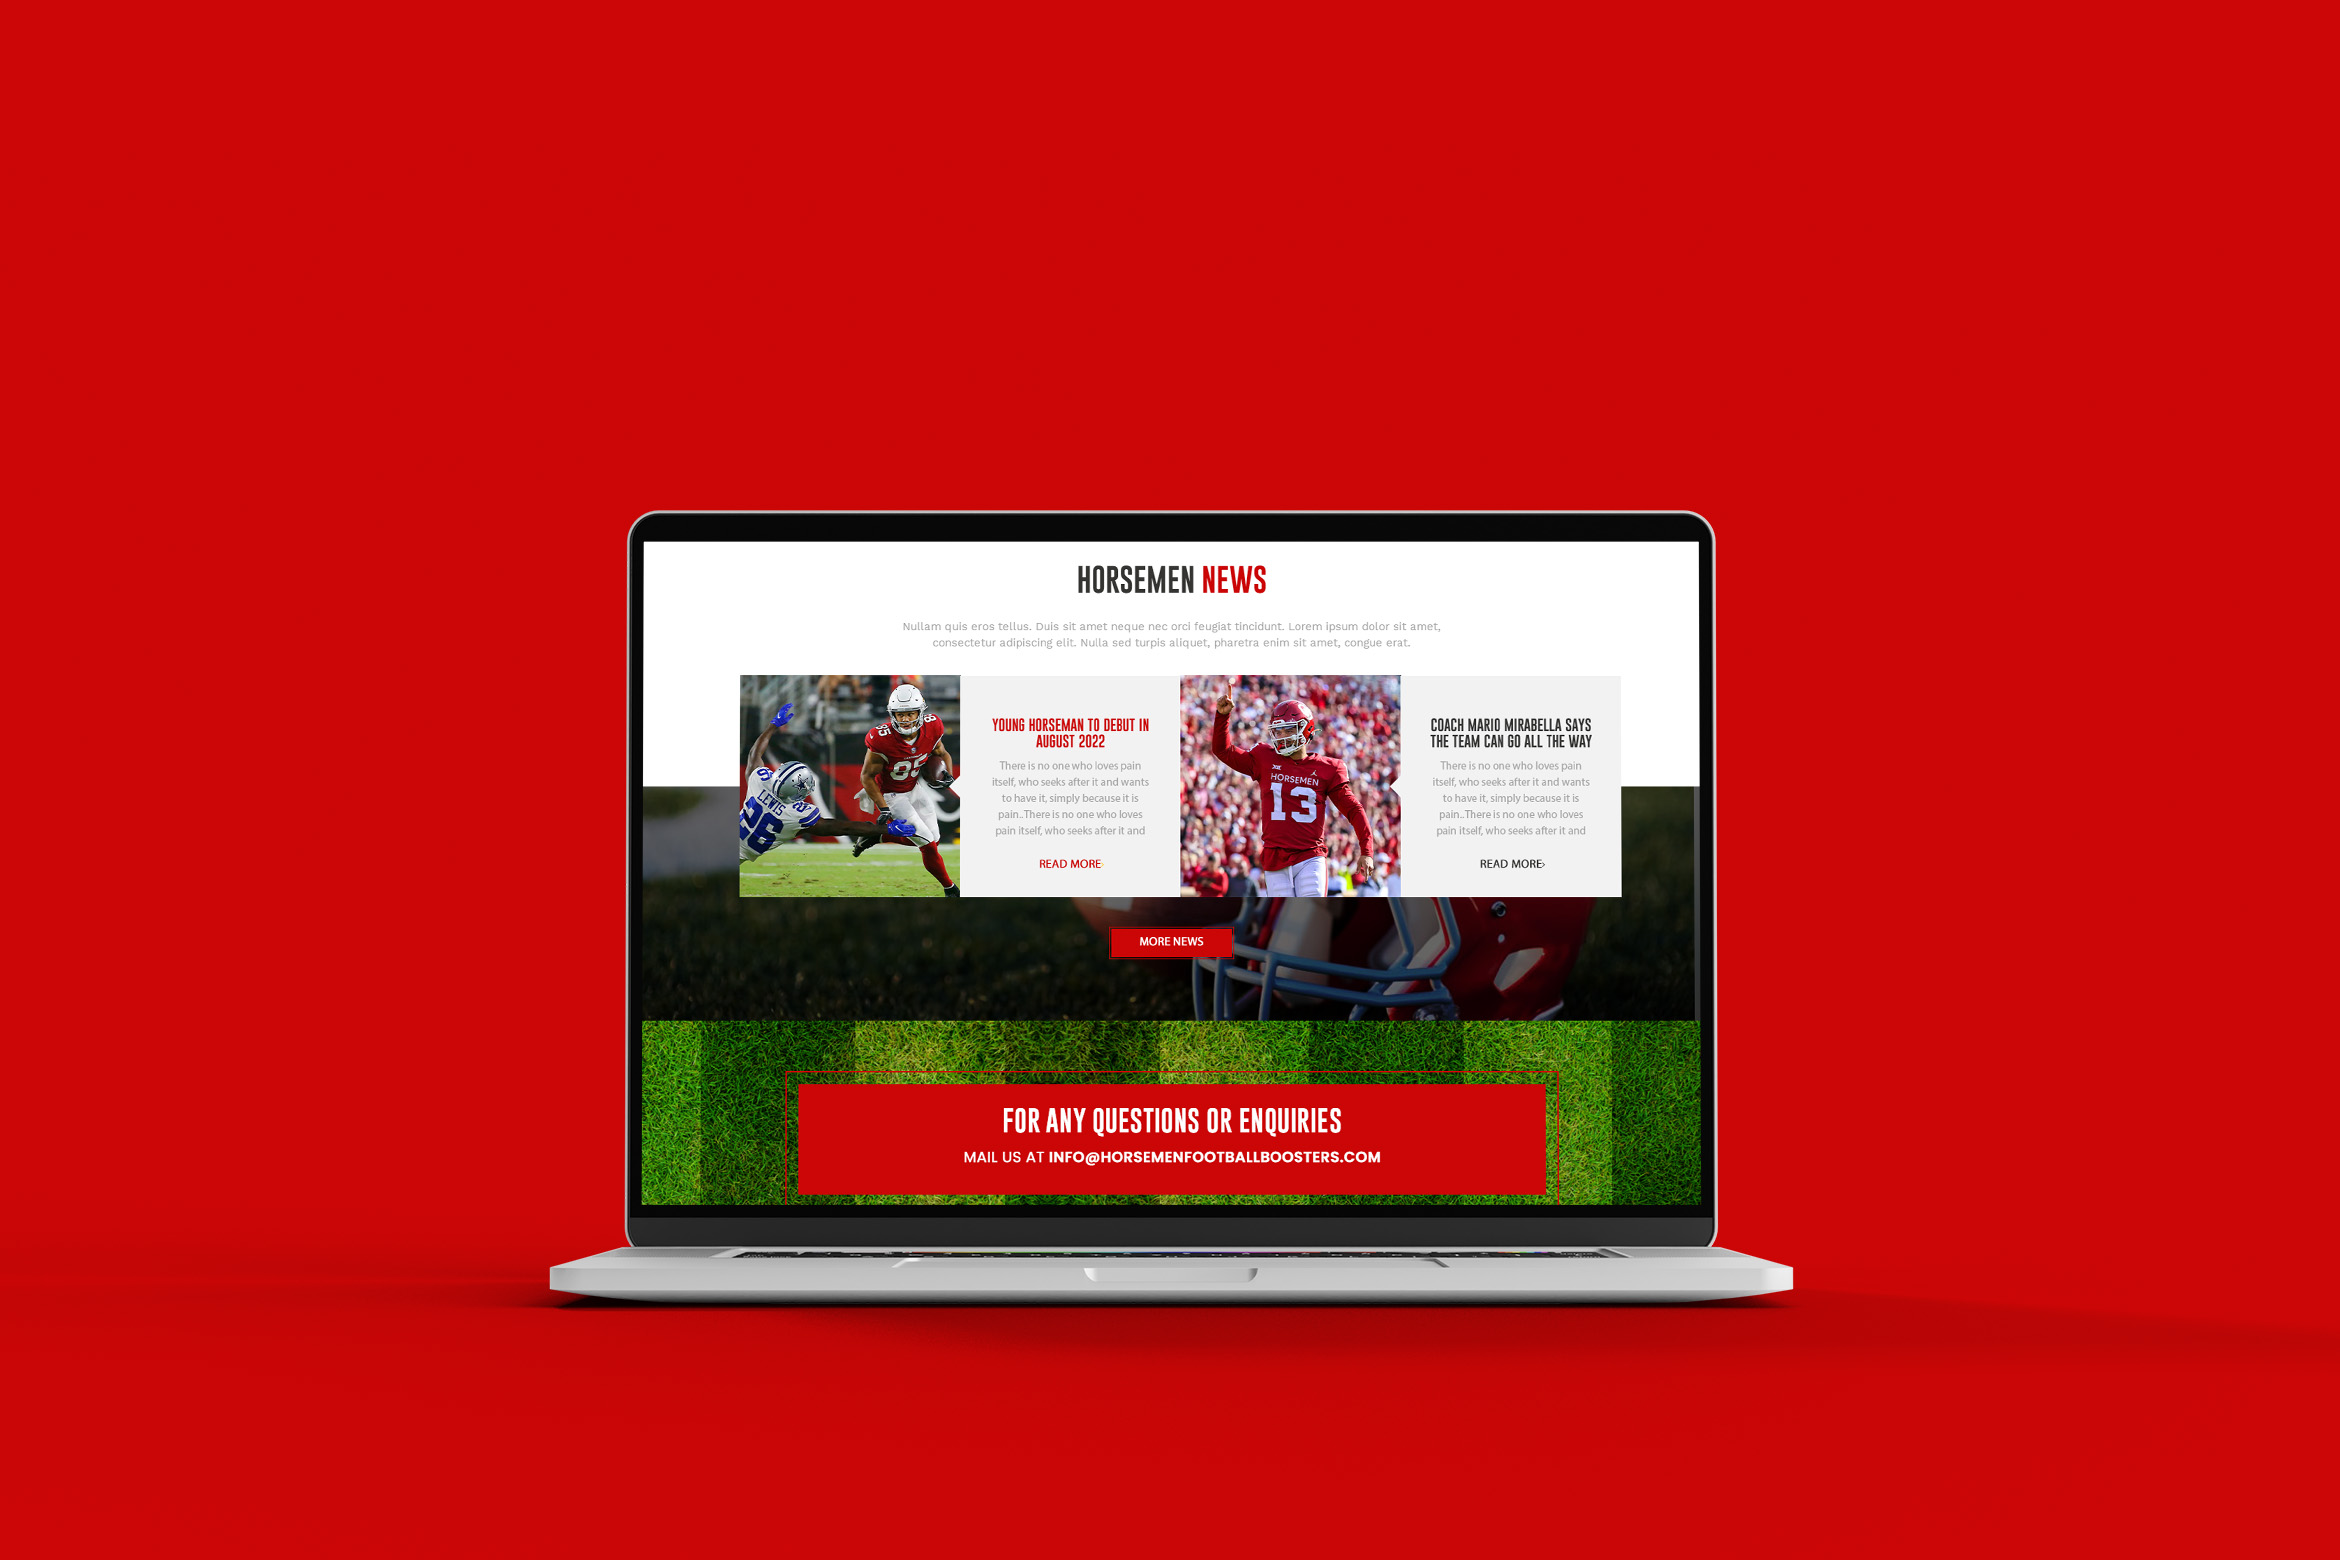 HORSEMEN NEWS
Nullam quis eros tellus. Duis sit amet neque nec orci feugiat tincidunt. Lorem ipsum dolor sit amet,
consectetur adipiscing elit. Nulla sed turpis aliquet, pharetra enim sit amet, congue erat.
85
85
26
LEWIS
26
26
YOUNG HORSEMAN TO DEBUT IN
AUGUST 2022
There is no one who loves pain
itself, who seeks after it and wants
to have it, simply because it is
pain..There is no one who loves
pain itself, who seeks after it and
READ MORE
HORSEMEN
13
COACH MARIO MIRABELLA SAYS
THE TEAM CAN GO ALL THE WAY
There is no one who loves pain
itself, who seeks after it and wants
to have it, simply because it is
pain..There is no one who loves
pain itself, who seeks after it and
READ MORE>
MORE NEWS
FOR ANY QUESTIONS OR ENQUIRIES
MAIL US AT INFO@HORSEMENFOOTBALLBOOSTERS.COM